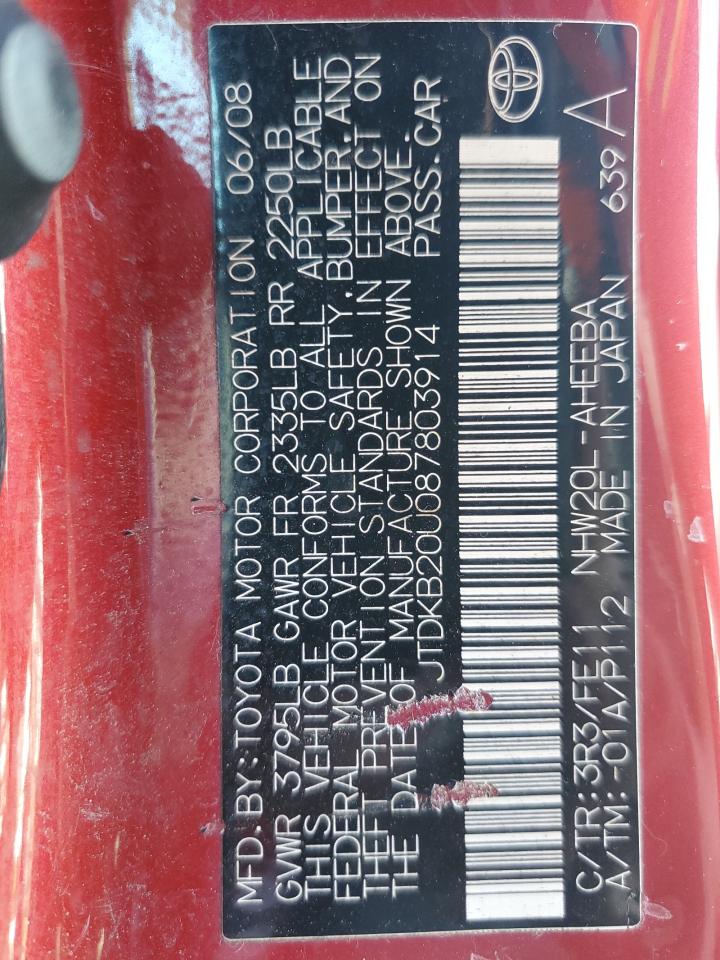 MFD. BY: TOYOTA MOTOR CORPORATION 06/08
GVWR 3795LB GAWR FR 2335LB RR 2250LB
THIS VEHICLE CONFORMS TO ALL APPLICABLE
FEDERAL MOTOR VEHICLE SAFETY, BUMPER, AND
THEFT PREVENTION STANDARDS IN EFFECT ON
THE DATE OF MANUFACTURE SHOWN ABOVE.
JTDKB20U087803914 PASS. CAR
C/TR: 3R3/FE11 NHW20L-AHEEBA 639 A
A/TM: -01A/P112 MADE IN JAPAN